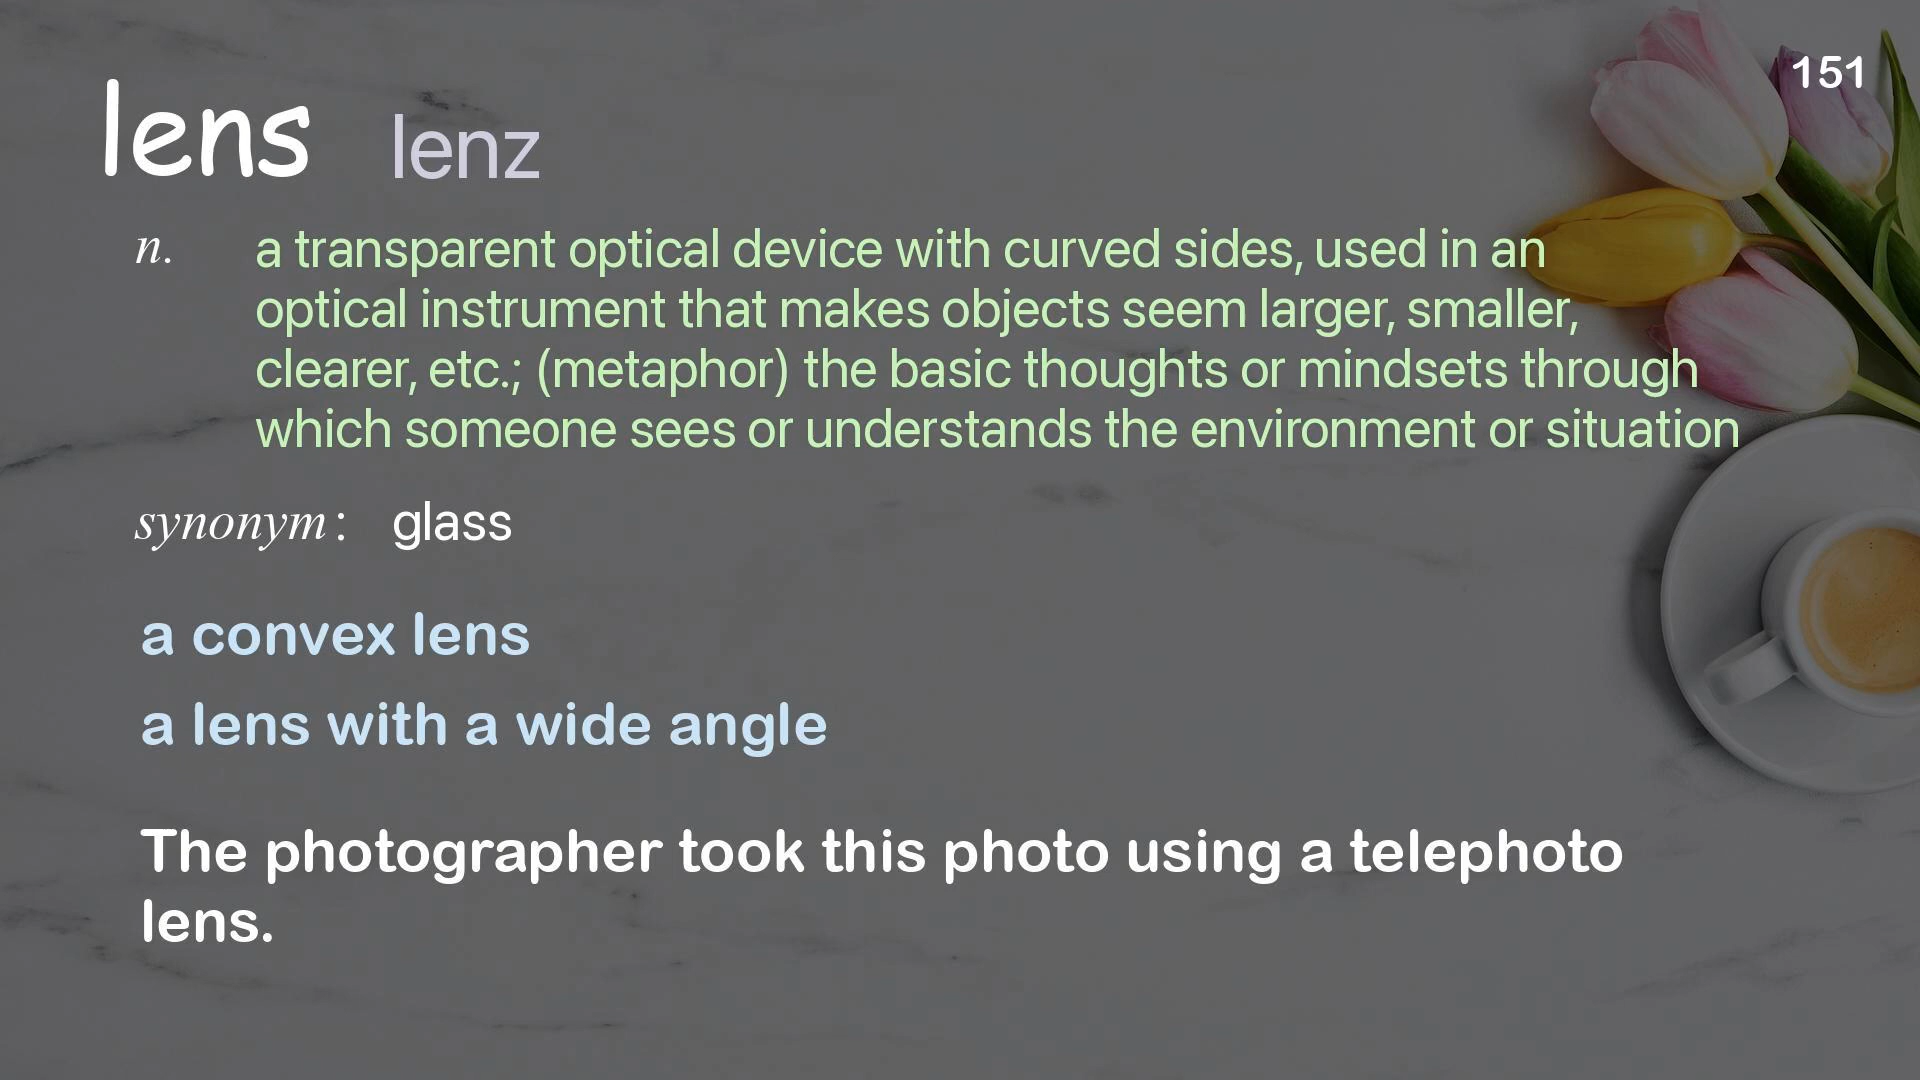 151
lens lenz
n. a transparent optical device with curved sides, used in an
optical instrument that makes objects seem larger, smaller,
clearer, etc.; (metaphor) the basic thoughts or mindsets through
which someone sees or understands the environment or situation
synonym: glass
a convex lens
a lens with a wide angle
The photographer took this photo using a telephoto
lens.